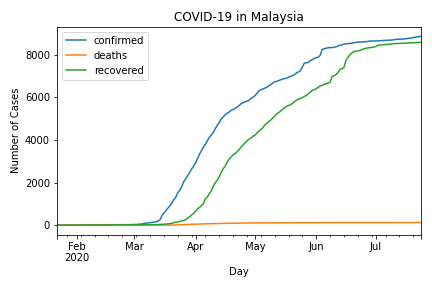 COVID-19 in Malaysia
confirmed
deaths
recovered
Number of Cases
8000
6000
4000
2000
0
Feb Mar Apr May Jun Jul
2020
Day